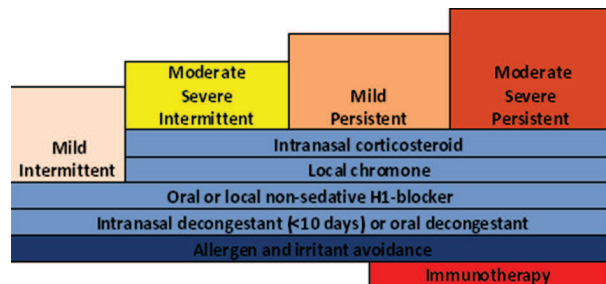 Moderate
Severe
Intermittent
Moderate
Severe
Persistent
Mild
Persistent
Mild
Intermittent
Intranasal corticosteroid
Local chromone
Oral or local non-sedative H1-blocker
Intranasal decongestant (<10 days) or oral decongestant
Allergen and irritant avoidance
Immunotherapy